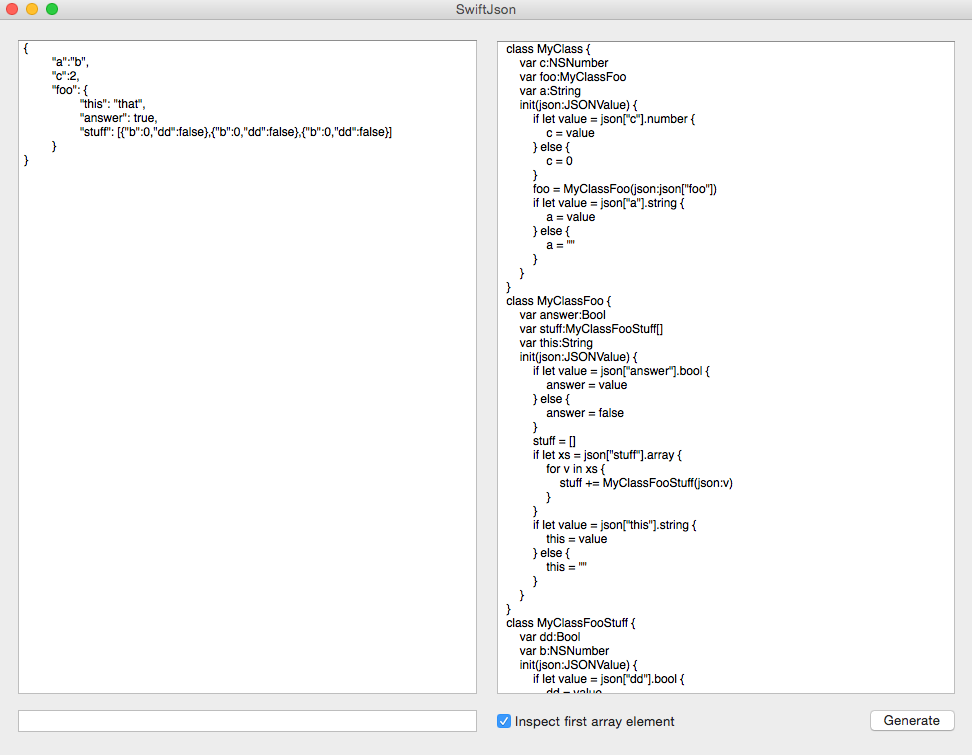 SwiftJson
{
"a":"b",
"c":2,
"foo": {
"this": "that",
"answer": true,
"stuff": [{"b":0,"dd":false},{"b":0,"dd":false},{"b":0,"dd":false}]
}
}
class MyClass {
var c:NSNumber
var foo:MyClassFoo
var a:String
init(json:JSONValue) {
if let value = json["c"].number {
c = value
} else {
c = 0
}
foo = MyClassFoo(json:json["foo"])
if let value = json["a"].string {
a = value
} else {
a = ""
}
}
}
class MyClassFoo {
var answer:Bool
var stuff:MyClassFooStuff[]
var this:String
init(json:JSONValue) {
if let value = json["answer"].bool {
answer = value
} else {
answer = false
}
stuff = []
if let xs = json["stuff"].array {
for v in xs {
stuff += MyClassFooStuff(json:v)
}
}
if let value = json["this"].string {
this = value
} else {
this = ""
}
}
}
class MyClassFooStuff {
var dd:Bool
var b:NSNumber
init(json:JSONValue) {
if let value = json["dd"].bool {
dd = value
Inspect first array element
Generate